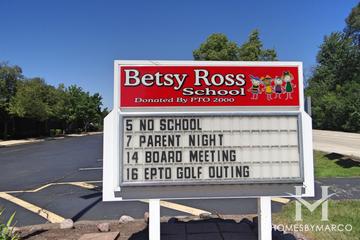 Betsy Ross
School
Donated By PTO 2000
5 NO SCHOOL
7 PARENT NIGHT
14 BOARD MEETING
16 EPTO GOLF OUTING
HOMESBYMARCO